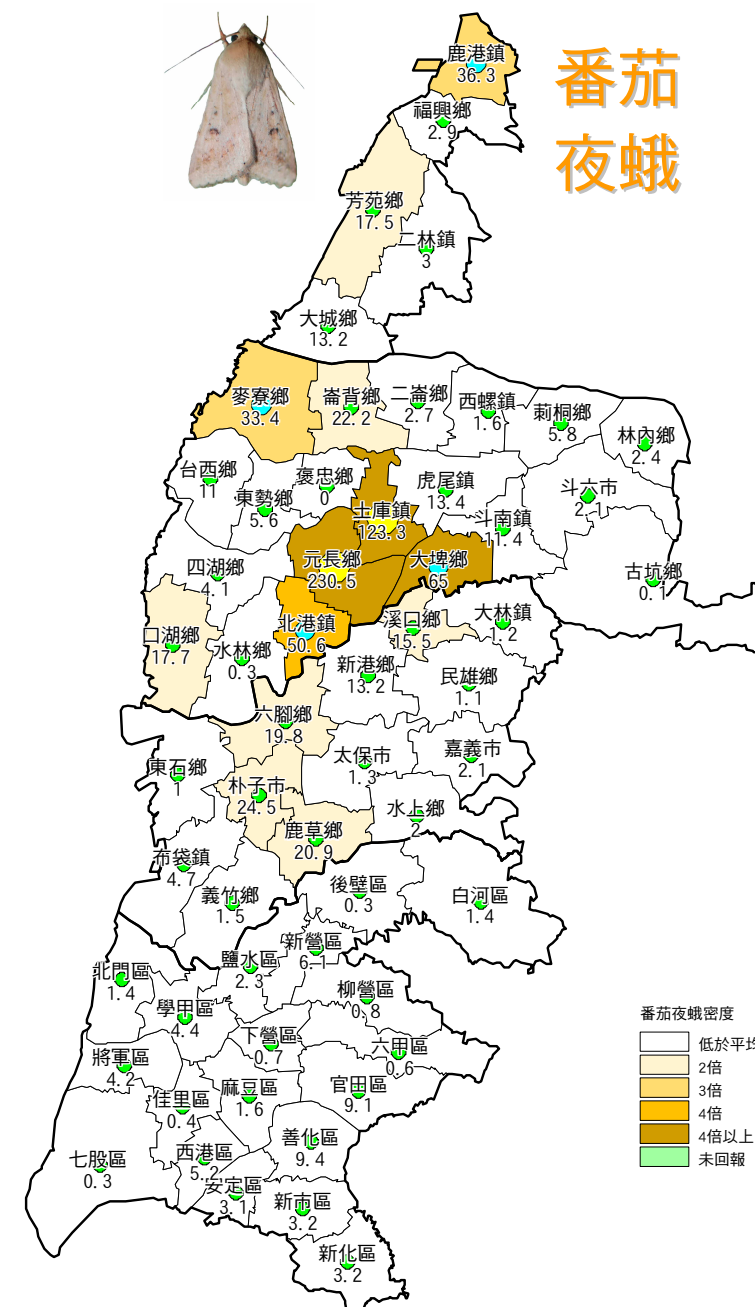 番茄
夜蛾
鹿港鎮
36.3
福興鄉
2.9
芳苑鄉
17.5
二林鎮
3
大城鄉
13.2
麥寮鄉
33.4
崙背鄉
22.2
二崙鄉
2.7
西螺鎮
1.6
莿桐鄉
5.8
林內鄉
2.4
台西鄉
11
東勢鄉
5.6
褒忠鄉
0
土庫鎮
123.3
虎尾鎮
13.4
斗南鎮
11.4
斗六市
2.1
古坑鄉
0.1
四湖鄉
4.1
元長鄉
230.5
大埤鄉
65
口湖鄉
17.7
水林鄉
0.3
北港鎮
50.6
溪口鄉
15.5
大林鎮
1.2
新港鄉
13.2
民雄鄉
1.1
六腳鄉
19.8
太保市
1.3
嘉義市
2.1
東石鄉
1
朴子市
24.5
水上鄉
2
鹿草鄉
20.9
布袋鎮
4.7
義竹鄉
1.5
後壁區
0.3
白河區
1.4
新營區
6.1
鹽水區
2.3
北門區
1.4
柳營區
0.8
學甲區
4.4
下營區
0.7
六甲區
0.6
將軍區
4.2
麻豆區
1.6
官田區
9.1
佳里區
0.4
善化區
9.4
七股區
0.3
西港區
5.2
安定區
3.1
新市區
3.2
新化區
3.2
番茄夜蛾密度
低於平均
2倍
3倍
4倍
4倍以上
未回報